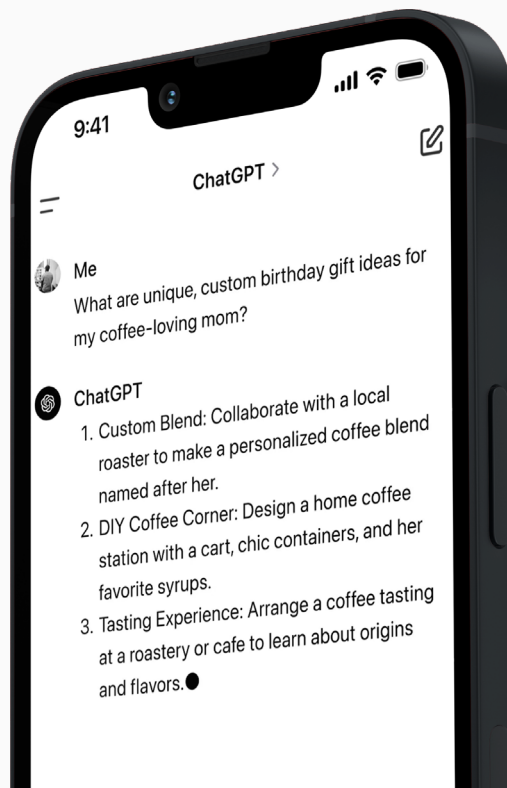 9:41
ChatGPT >
Me
What are unique, custom birthday gift ideas for
my coffee-loving mom?
ChatGPT
1. Custom Blend: Collaborate with a local
roaster to make a personalized coffee blend
named after her.
2. DIY Coffee Corner: Design a home coffee
station with a cart, chic containers, and her
favorite syrups.
3. Tasting Experience: Arrange a coffee tasting
at a roastery or cafe to learn about origins
and flavors.